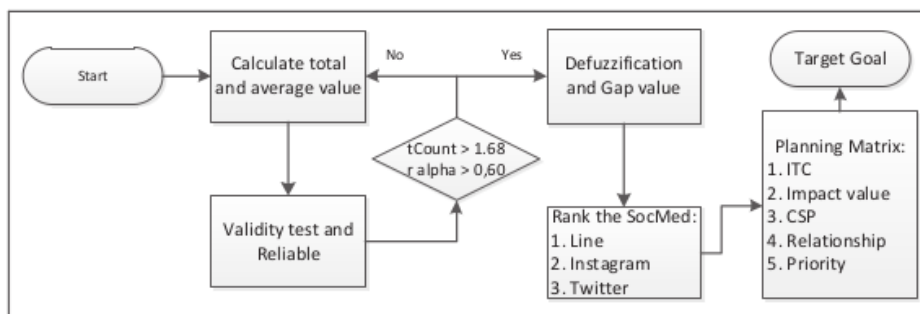 Start
Calculate total
and average value
No
Yes
Validity test and
Reliable
tCount > 1.68
r alpha > 0,60
Defuzzification
and Gap value
Rank the SocMed:
1. Line
2. Instagram
3. Twitter
Planning Matrix:
1. ITC
2. Impact value
3. CSP
4. Relationship
5. Priority
Target Goal